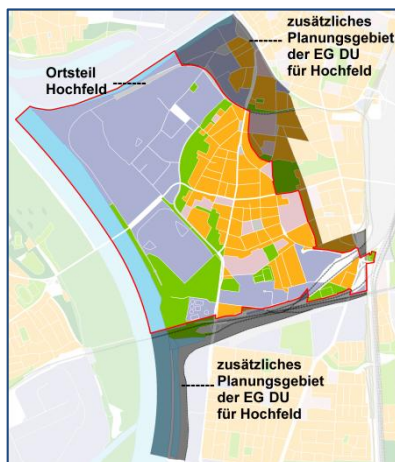 zusätzliches
Planungsgebiet
der EG DU
für Hochfeld
Ortsteil
Hochfeld
zusätzliches
Planungsgebiet
der EG DU
für Hochfeld